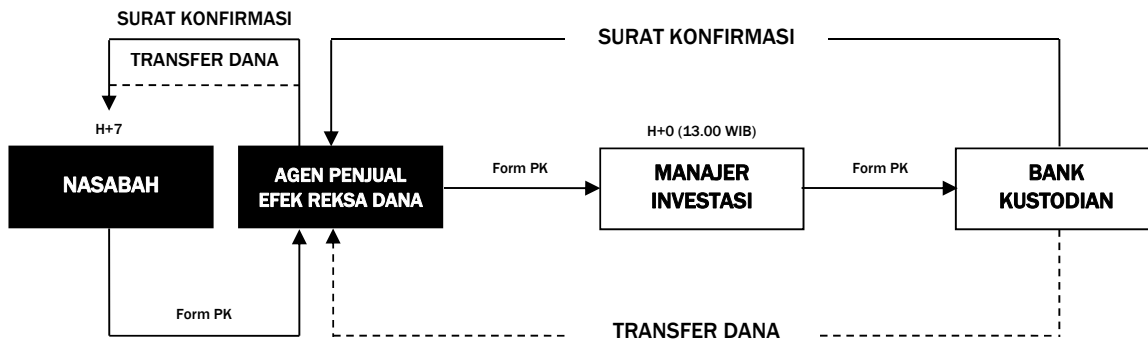 SURAT KONFIRMASI
TRANSFER DANA
SURAT KONFIRMASI
H+7
H+0 (13.00 WIB)
NASABAH
AGEN PENJUAL
EFEK REKSA DANA
Form PK
MANAJER
INVESTASI
Form PK
BANK
KUSTODIAN
Form PK
TRANSFER DANA